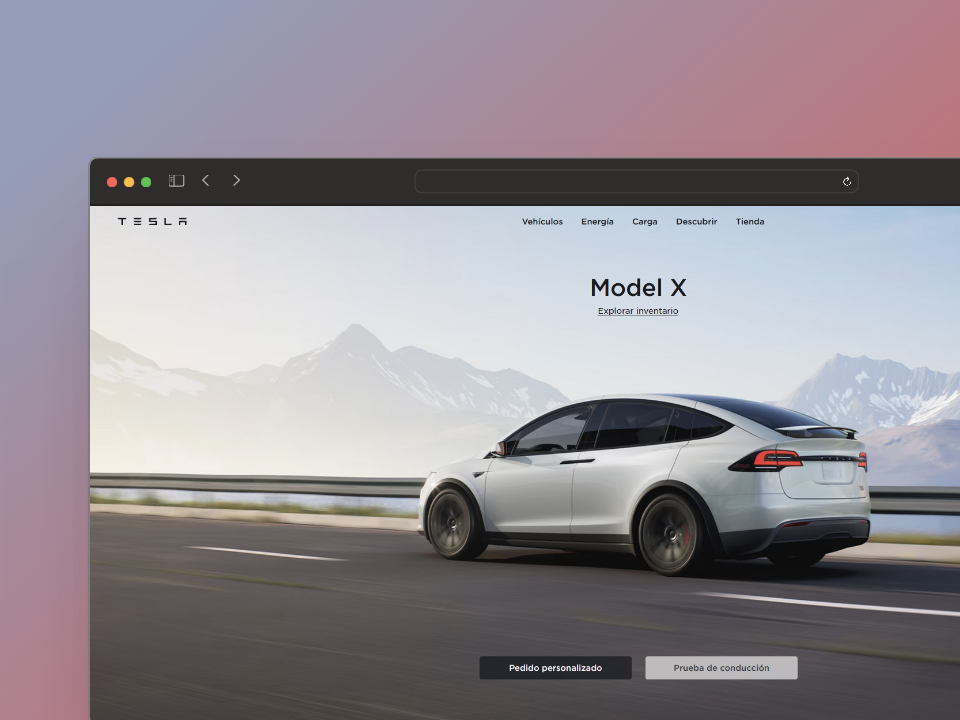 TESLA
Vehículos Energía Carga Descubrir Tienda
Model X
Explorar inventario
Pedido personalizado
Prueba de conducción